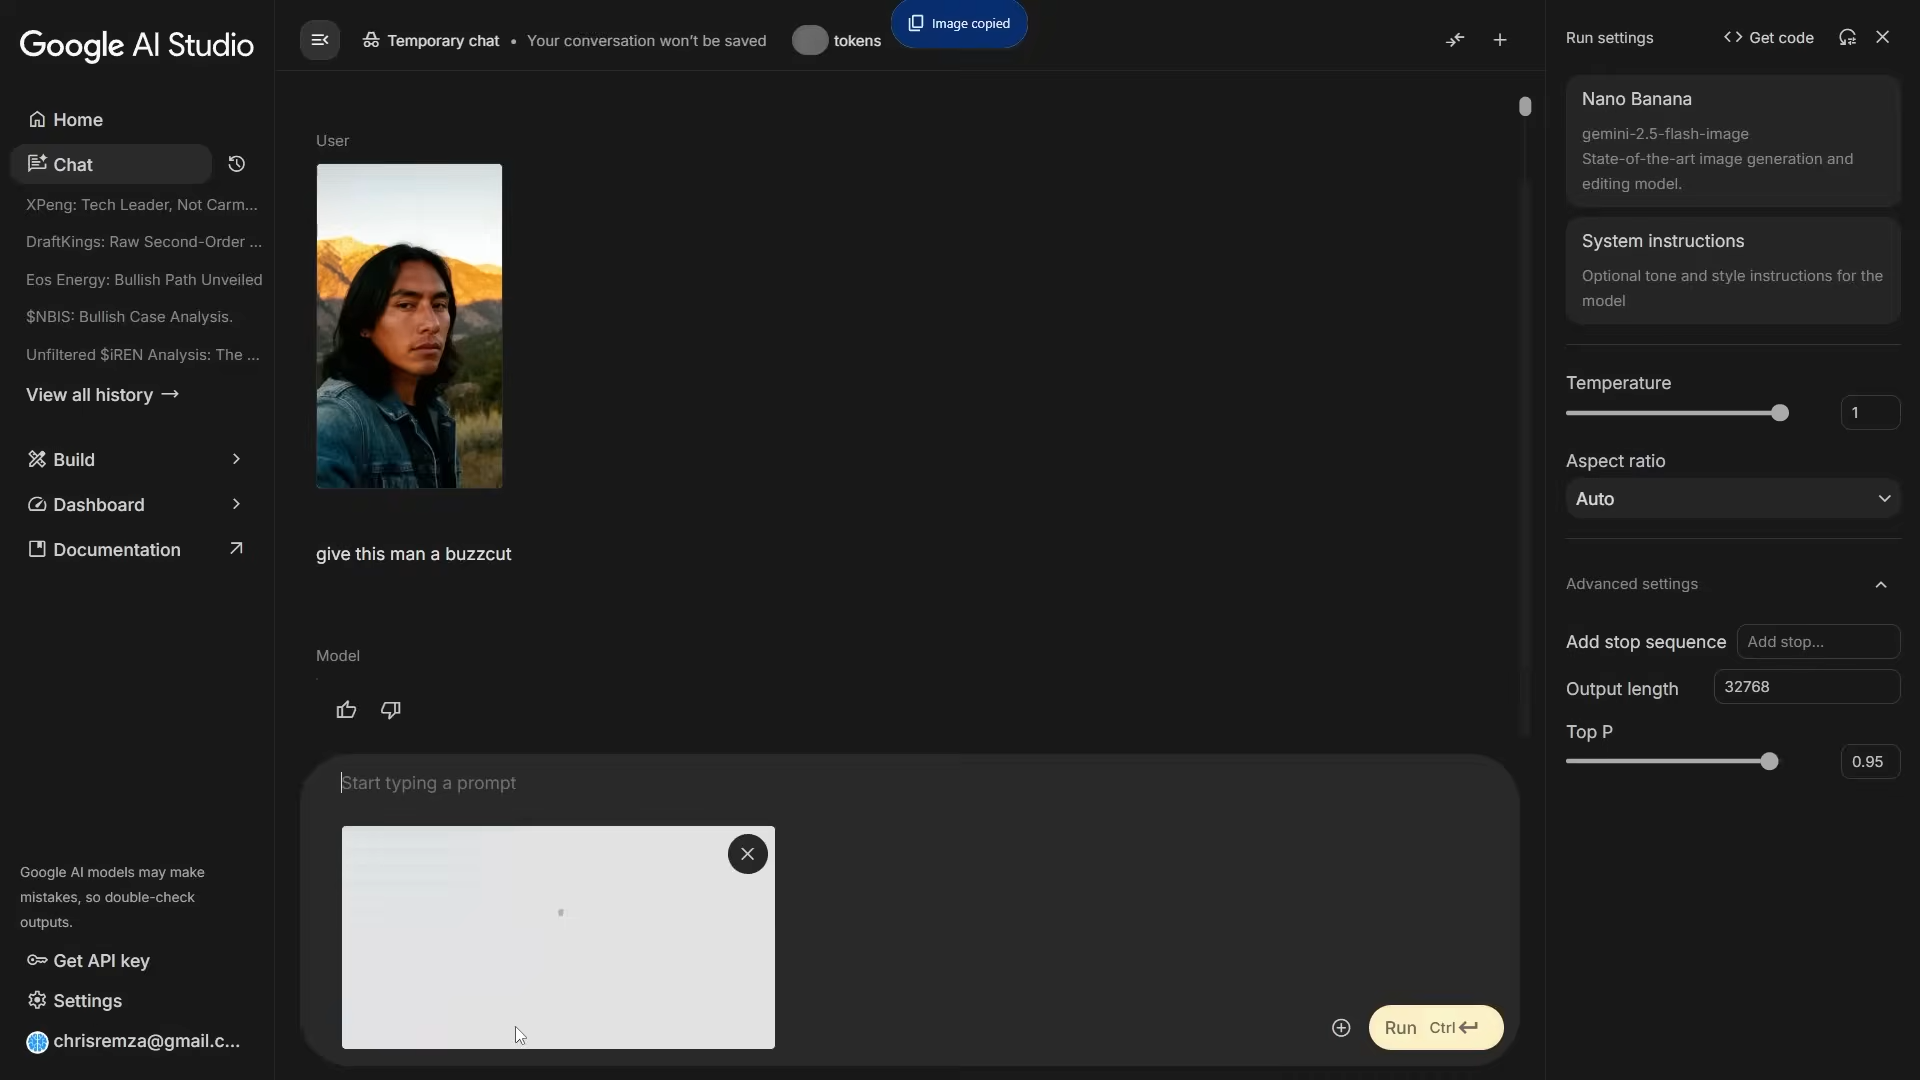 Google AI Studio
Home
Chat
XPeng: Tech Leader, Not Carm...
DraftKings: Raw Second-Order ...
Eos Energy: Bullish Path Unveiled
$NBIS: Bullish Case Analysis.
Unfiltered $iREN Analysis: The ...
View all history
Build
Dashboard
Documentation
Google AI models may make
mistakes, so double-check
outputs.
Get API key
Settings
chrisremza@gmail.c...
Temporary chat • Your conversation won't be saved
tokens
Image copied
User
give this man a buzzcut
Model
Start typing a prompt
Run Ctrl
Run settings
Get code
Nano Banana
gemini-2.5-flash-image
State-of-the-art image generation and
editing model.
System instructions
Optional tone and style instructions for the
model
Temperature
1
Aspect ratio
Auto
Advanced settings
Add stop sequence
Add stop...
Output length
32768
Top P
0.95